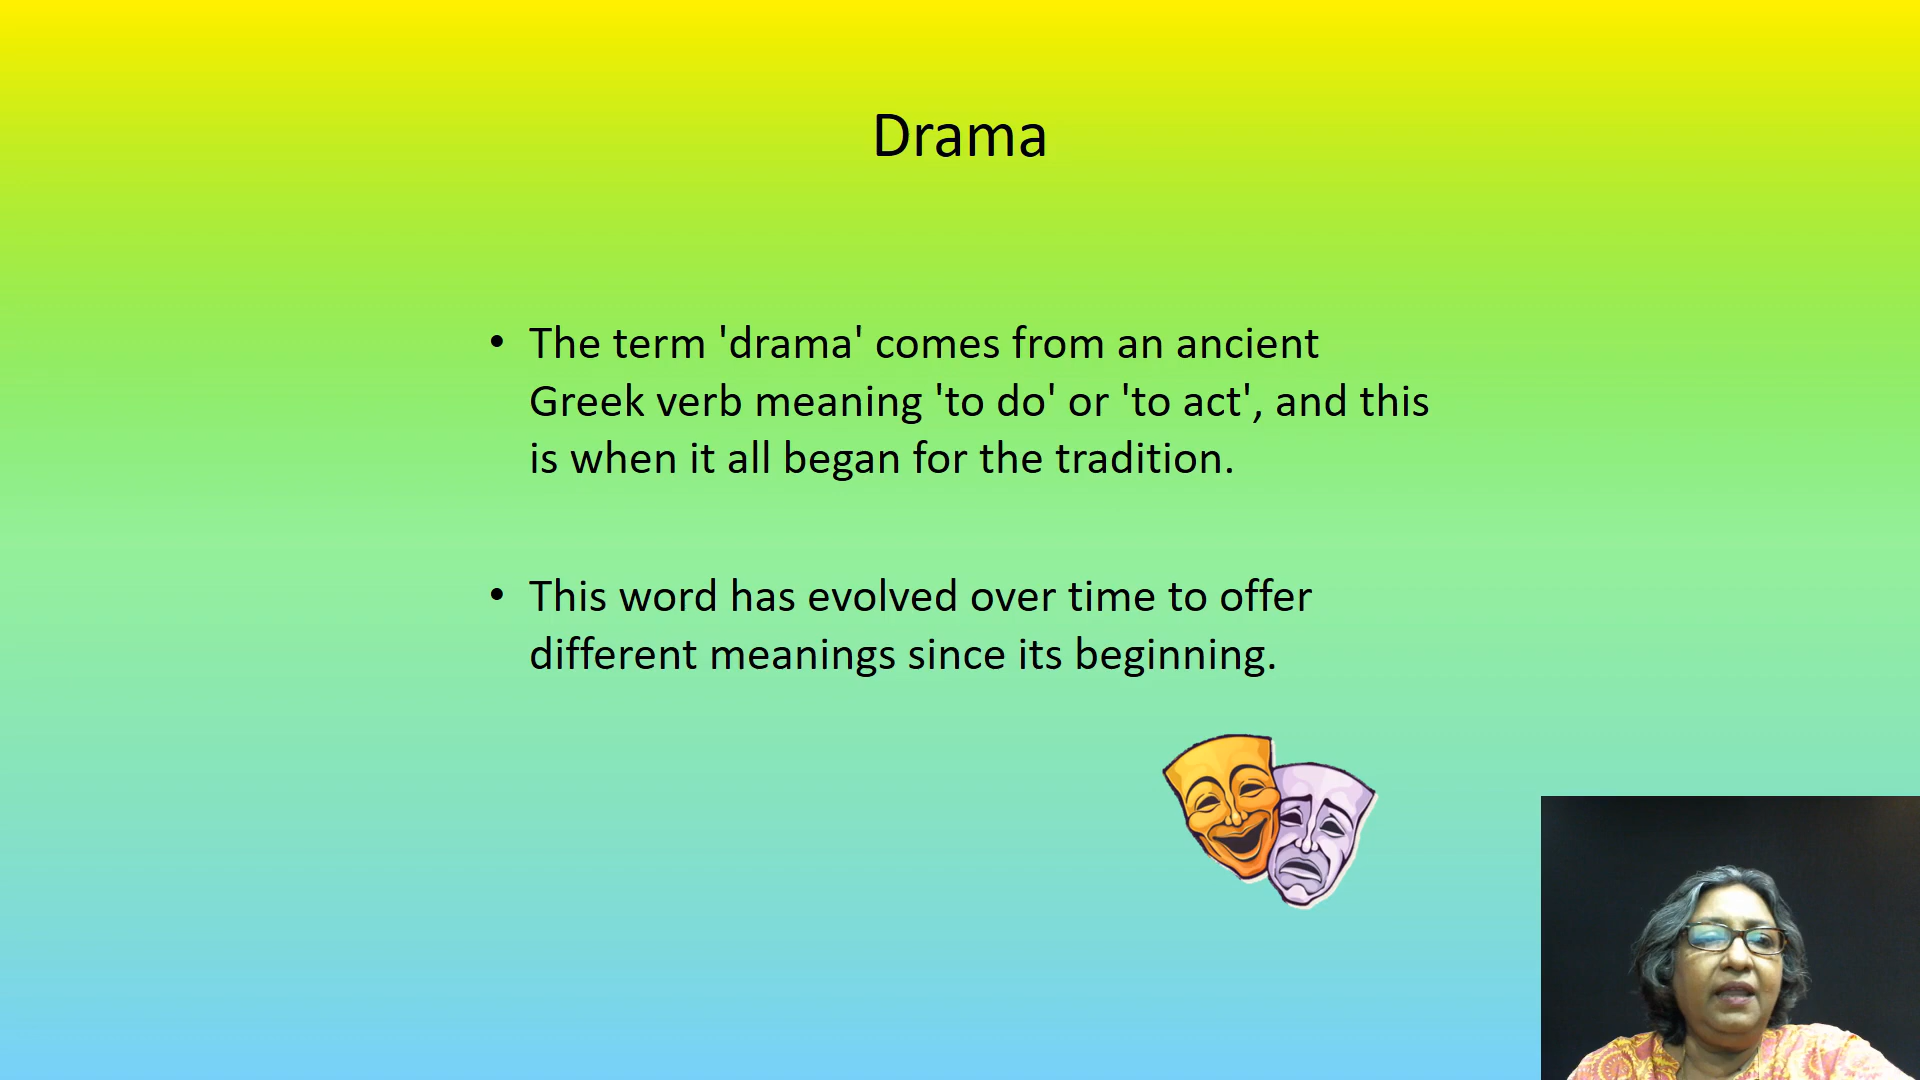 Drama
• The term 'drama' comes from an ancient
Greek verb meaning 'to do' or 'to act', and this
is when it all began for the tradition.
• This word has evolved over time to offer
different meanings since its beginning.